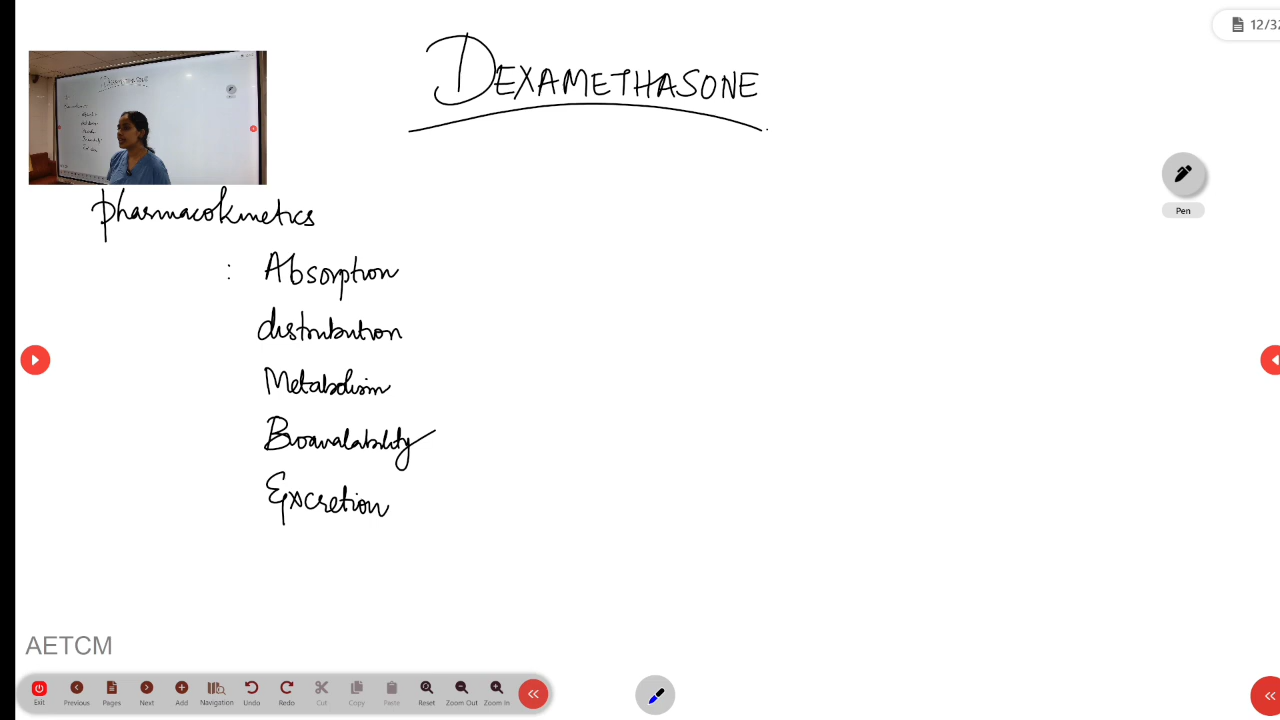 12/32
DEXAMETHASONE
Pen
pharmacokinetics
: Absorption
distribution
Metabolism
Bioavalability
Excretion
AETCM
Exit Previous Pages Next Add Navigation Undo Redo Cut Copy Paste Reset Zoom Out Zoom In